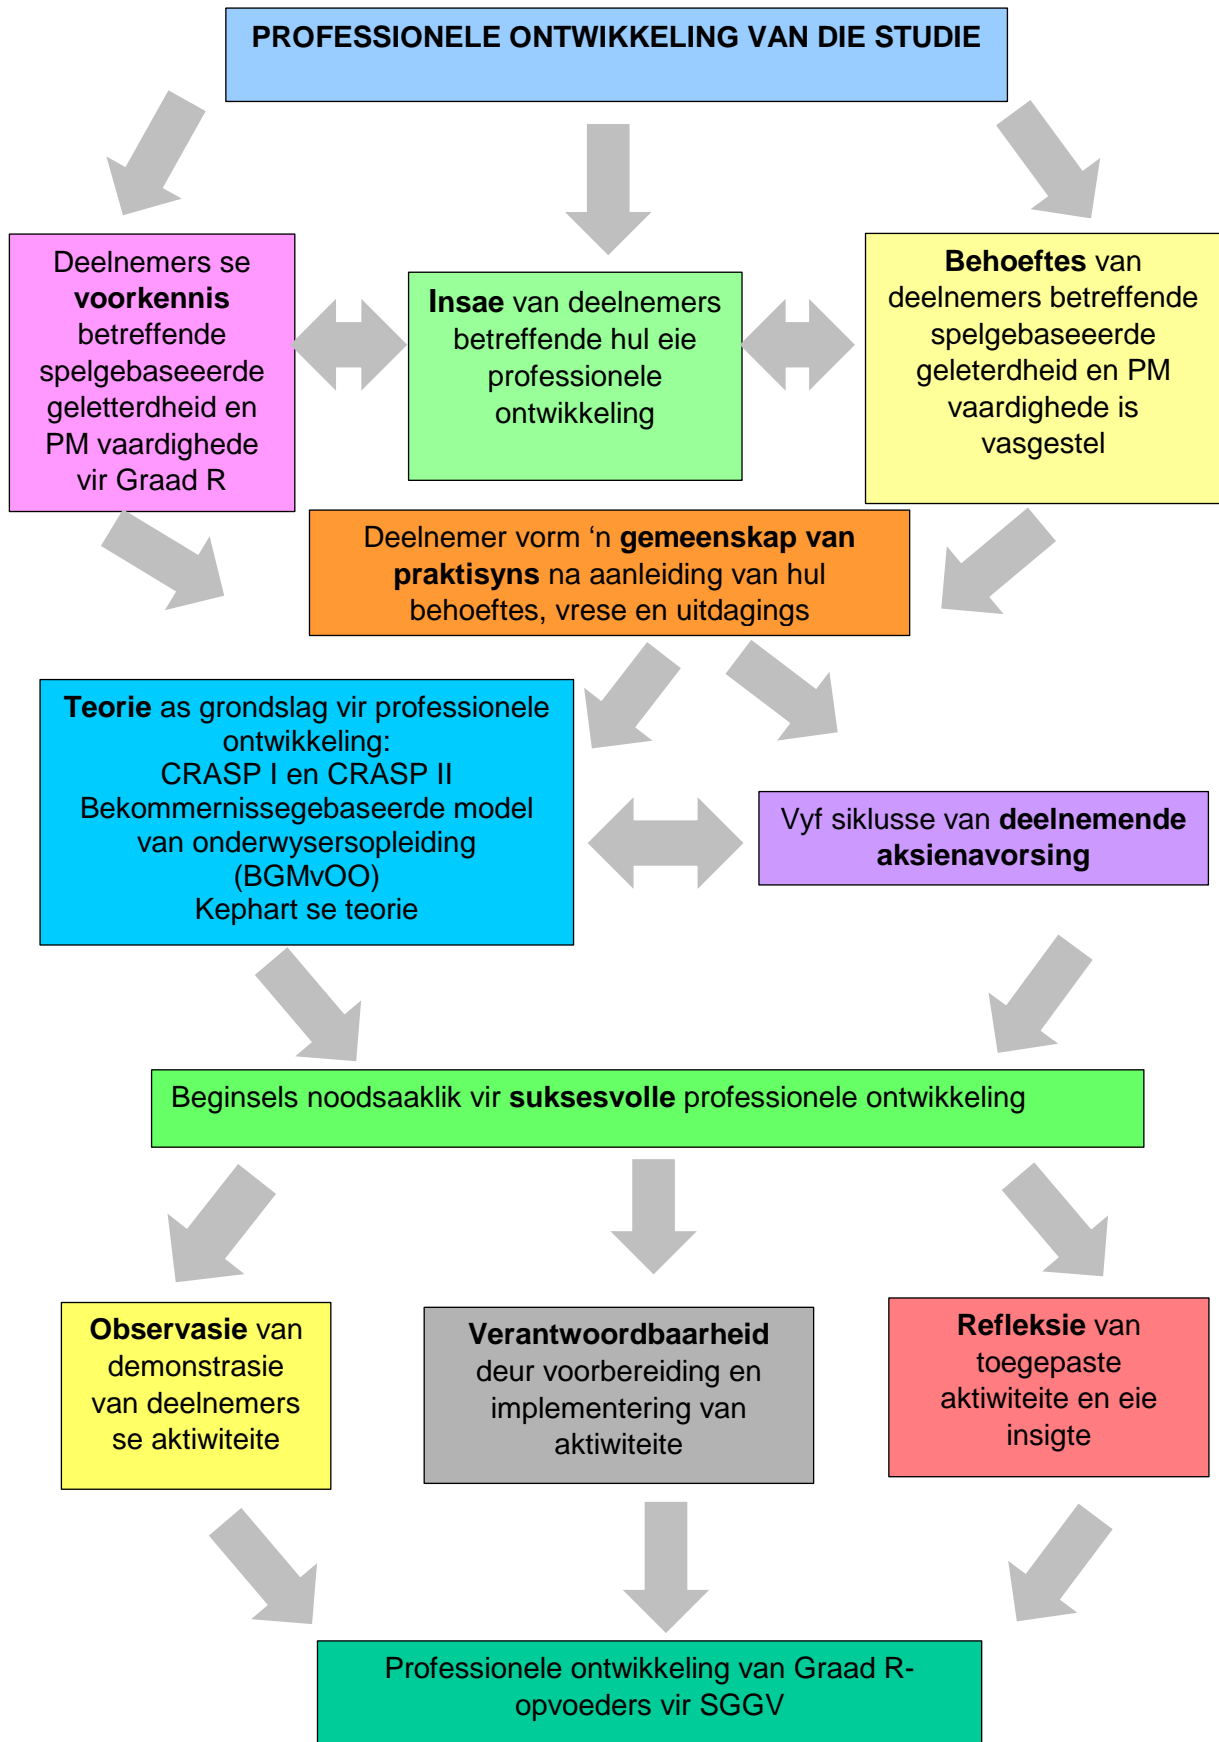 PROFESSIONELE ONTWIKKELING VAN DIE STUDIE
Deelnemers se
voorkennis
betreffende
spelgebaseeerde
geletterdheid en
PM vaardighede
vir Graad R
Insae van deelnemers
betreffende hul eie
professionele
ontwikkeling
Behoeftes van
deelnemers betreffende
spelgebaseeerde
geleterdheid en PM
vaardighede is
vasgestel
Deelnemer vorm ‘n gemeenskap van
praktisyns na aanleiding van hul
behoeftes, vrese en uitdagings
Teorie as grondslag vir professionele
ontwikkeling:
CRASP I en CRASP II
Bekommernissegebaseerde model
van onderwysersopleiding
(BGMvOO)
Kephart se teorie
Vyf siklusse van deelnemende
aksienavorsing
Beginsels noodsaaklik vir suksesvolle professionele ontwikkeling
Observasie van
demonstrasie
van deelnemers
se aktiwiteite
Verantwoordbaarheid
deur voorbereiding en
implementering van
aktiwiteite
Refleksie van
toegepaste
aktiwiteite en eie
insigte
Professionele ontwikkeling van Graad R-
opvoeders vir SGGV